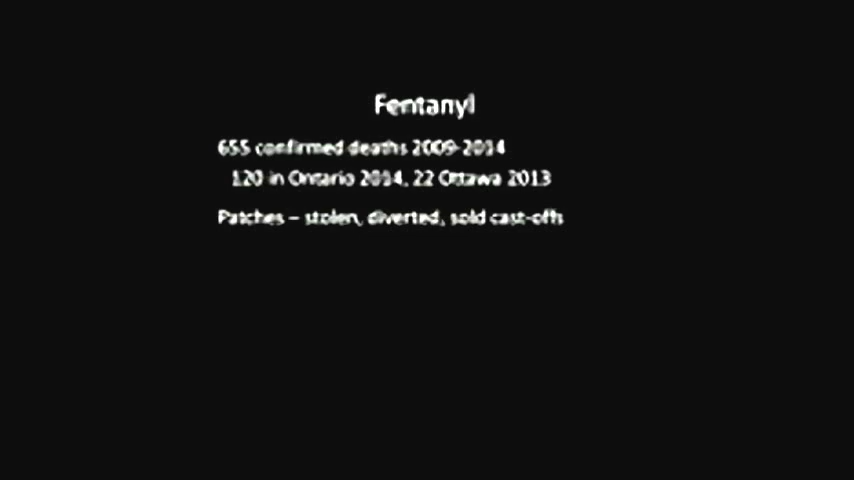 Fentanyl
655 confirmed deaths 2009-2014
120 in Ontario 2014, 22 Ottawa 2013
Patches – stolen, diverted, sold cast-offs